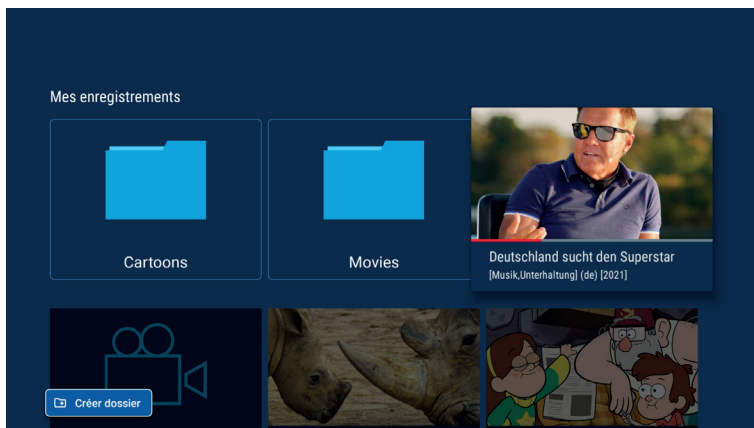 Mes enregistrements
Cartoons
Movies
Deutschland sucht den Superstar
[Musik,Unterhaltung] (de) [2021]
Créer dossier